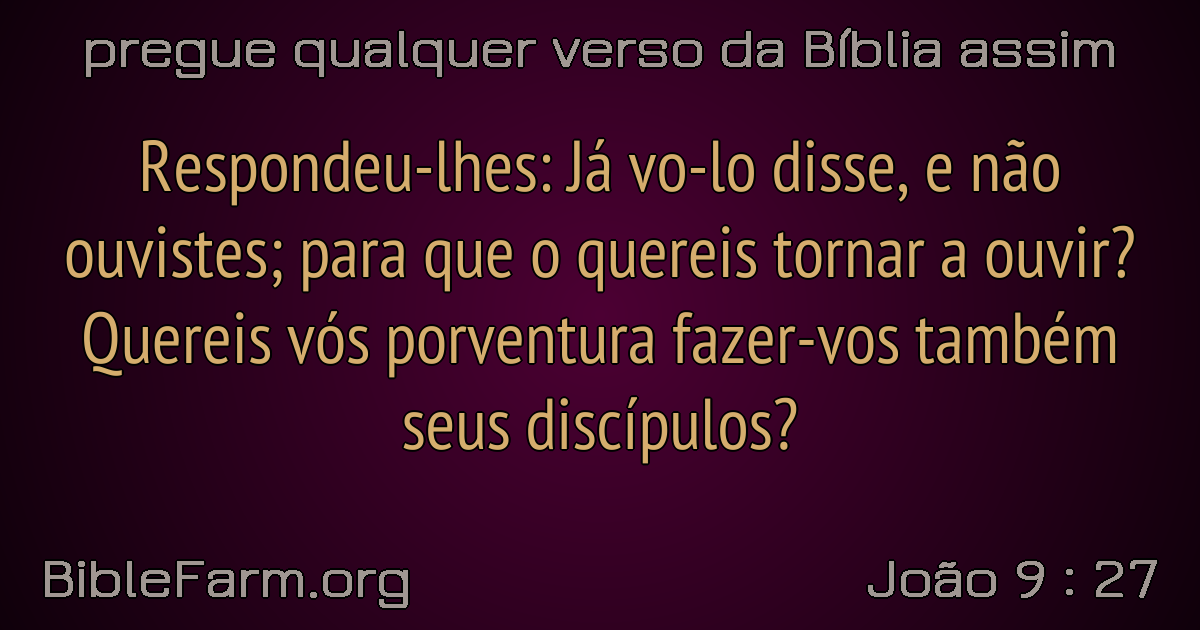 pregue qualquer verso da Bíblia assim
Respondeu-lhes: Já vo-lo disse, e não
ouvistes; para que o quereis tornar a ouvir?
Quereis vós porventura fazer-vos também
seus discípulos?
BibleFarm.org
João 9 : 27